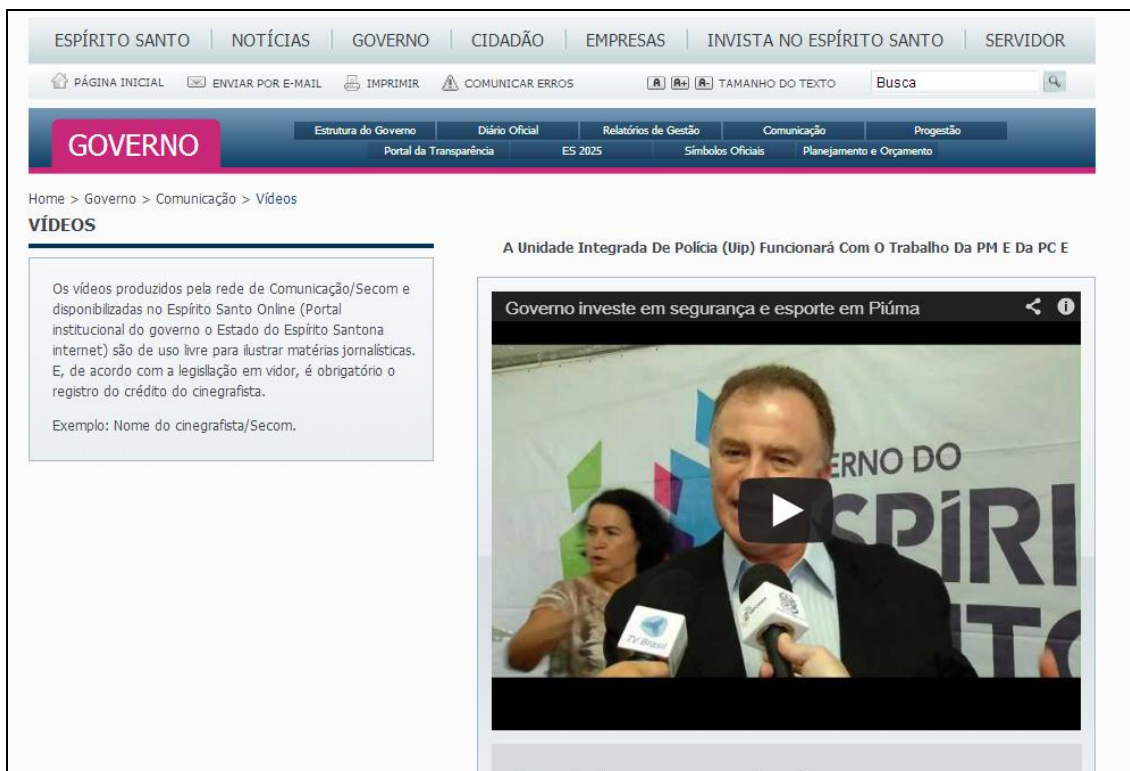 ESPÍRITO SANTO NOTÍCIAS GOVERNO CIDADÃO EMPRESAS INVISTA NO ESPÍRITO SANTO SERVIDOR
PÁGINA INICIAL ENVIAR POR E-MAIL IMPRIMIR COMUNICAR ERROS A A+ A- TAMANHO DO TEXTO Busca
GOVERNO
Estrutura do Governo Diário Oficial Relatórios de Gestão Comunicação Progestão
Portal da Transparência ES 2025 Símbolos Oficiais Planejamento e Orçamento
Home > Governo > Comunicação > Vídeos
VÍDEOS
Os vídeos produzidos pela rede de Comunicação/Secom e
disponibilizadas no Espírito Santo Online (Portal
institucional do governo o Estado do Espírito Santona
internet) são de uso livre para ilustrar matérias jornalísticas.
E, de acordo com a legisllação em vidor, é obrigatório o
registro do crédito do cinegrafista.
Exemplo: Nome do cinegrafista/Secom.
A Unidade Integrada De Polícia (Uip) Funcionará Com O Trabalho Da PM E Da PC E
Governo investe em segurança e esporte em Piúma
ERNO DO
SPÍRI
TO
TV Brasil